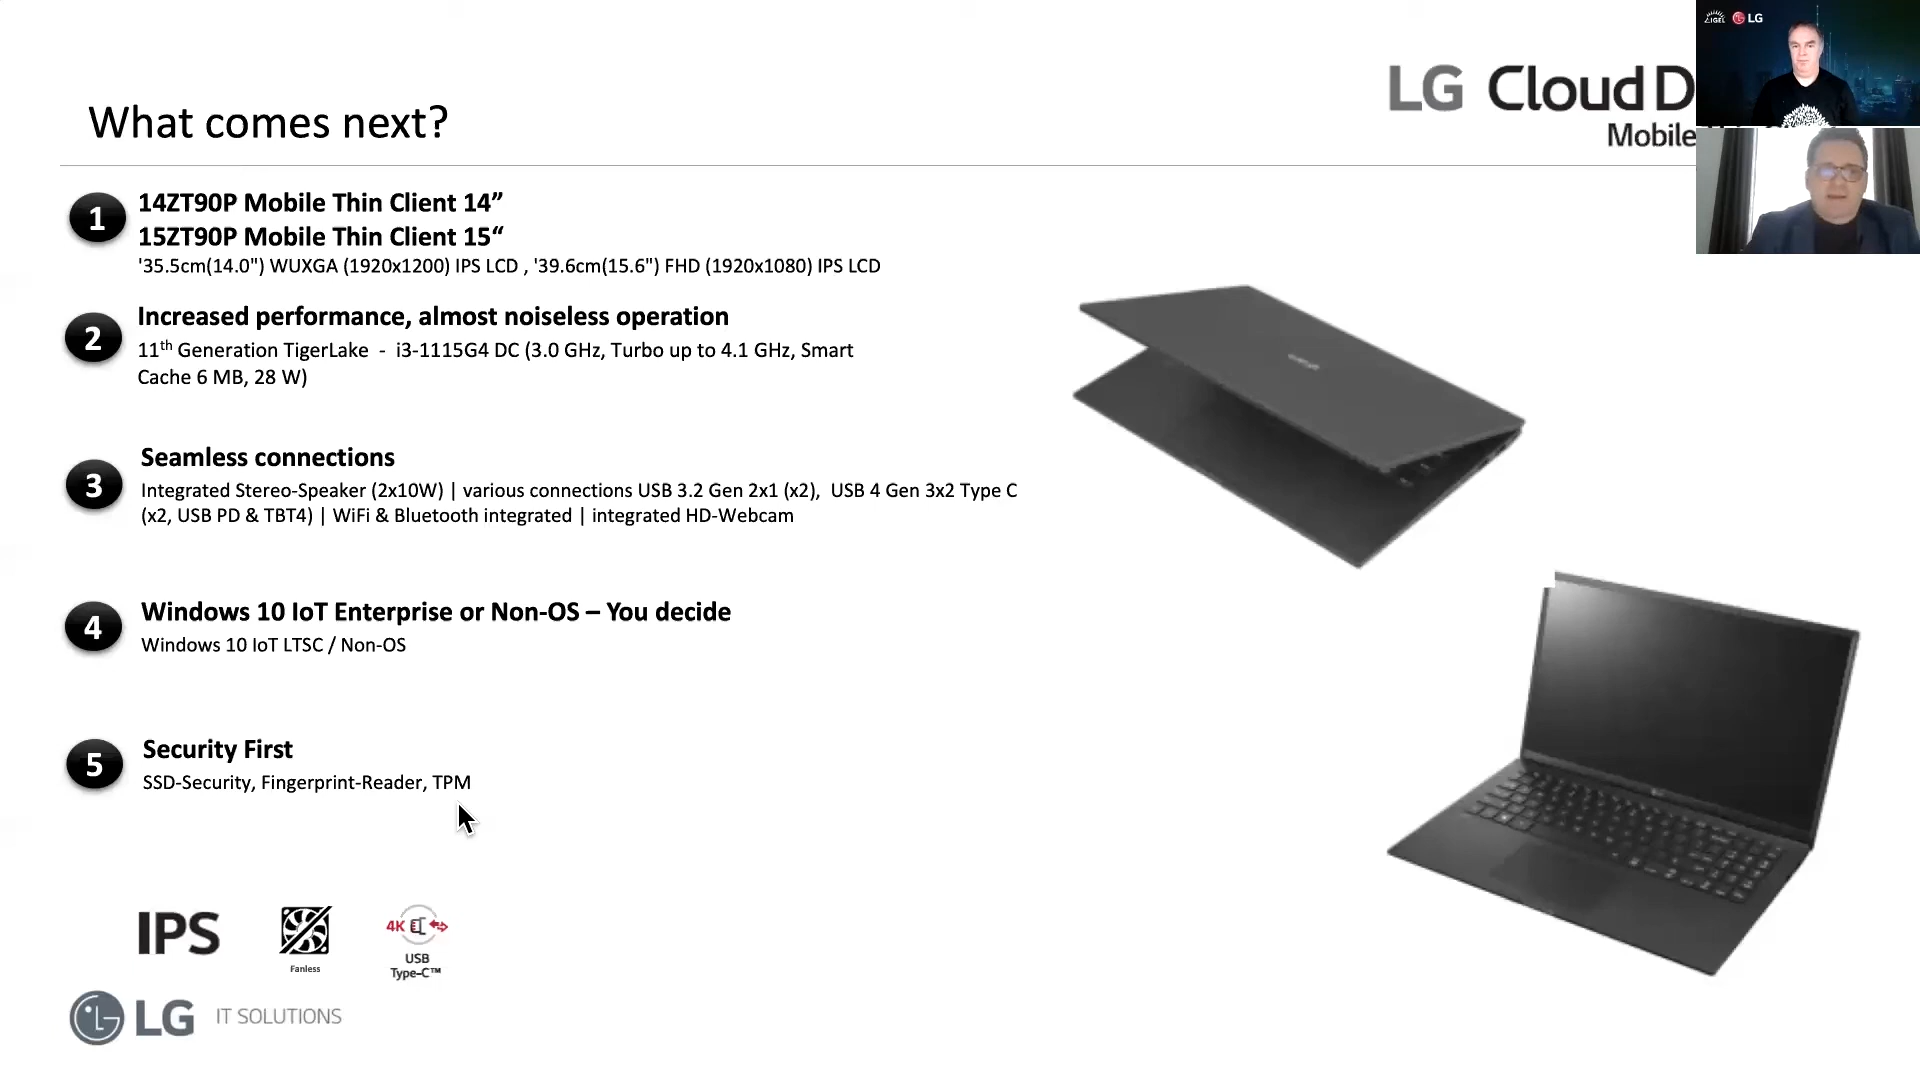 IGEL LG
LG Cloud D
Mobile
What comes next?
1
14ZT90P Mobile Thin Client 14”
15ZT90P Mobile Thin Client 15“
'35.5cm(14.0") WUXGA (1920x1200) IPS LCD , '39.6cm(15.6") FHD (1920x1080) IPS LCD
2
Increased performance, almost noiseless operation
11th Generation TigerLake - i3-1115G4 DC (3.0 GHz, Turbo up to 4.1 GHz, Smart
Cache 6 MB, 28 W)
3
Seamless connections
Integrated Stereo-Speaker (2x10W) | various connections USB 3.2 Gen 2x1 (x2), USB 4 Gen 3x2 Type C
(x2, USB PD & TBT4) | WiFi & Bluetooth integrated | integrated HD-Webcam
4
Windows 10 IoT Enterprise or Non-OS – You decide
Windows 10 IoT LTSC / Non-OS
5
Security First
SSD-Security, Fingerprint-Reader, TPM
IPS
Fanless
4K
USB
Type-C™
LG IT SOLUTIONS